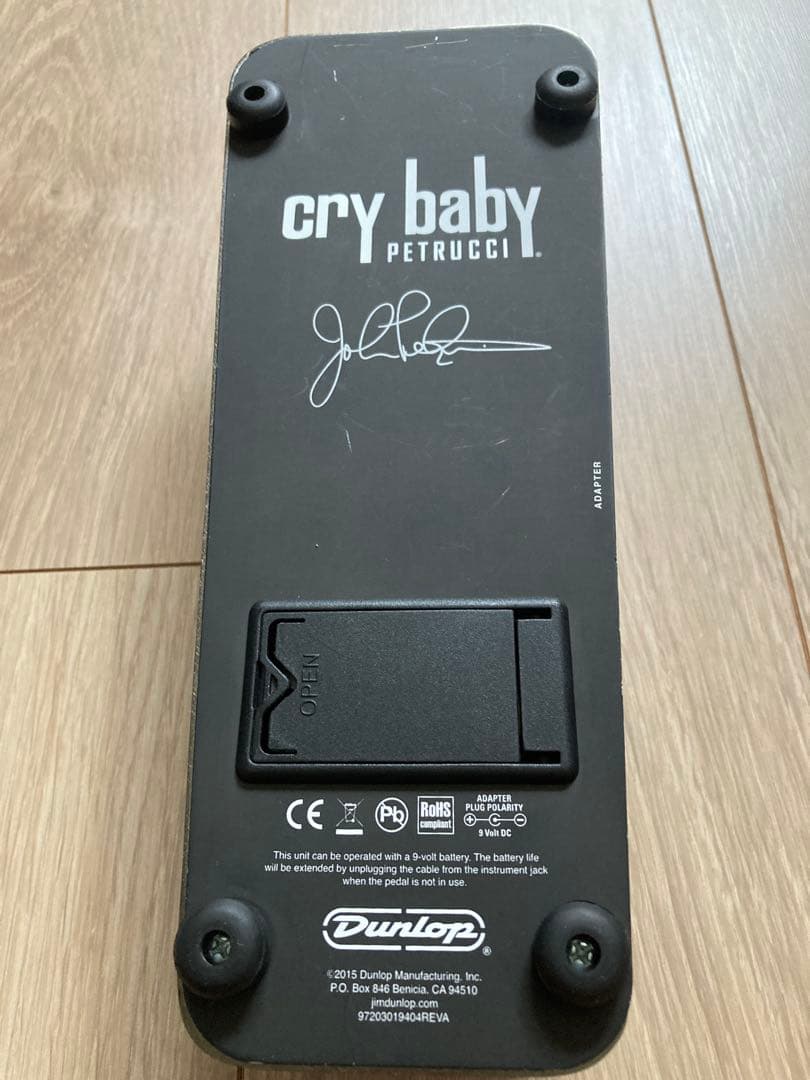 cry baby
PETRUCCI®
John Petrucci
ADAPTER
OPEN
CE
Pb
RoHS
compliant
ADAPTER
PLUG POLARITY
+ C -
9 Volt DC
This unit can be operated with a 9-volt battery. The battery life
will be extended by unplugging the cable from the instrument jack
when the pedal is not in use.
Dunlop®
©2015 Dunlop Manufacturing, Inc.
P.O. Box 846 Benicia, CA 94510
jimdunlop.com
97203019404REVA